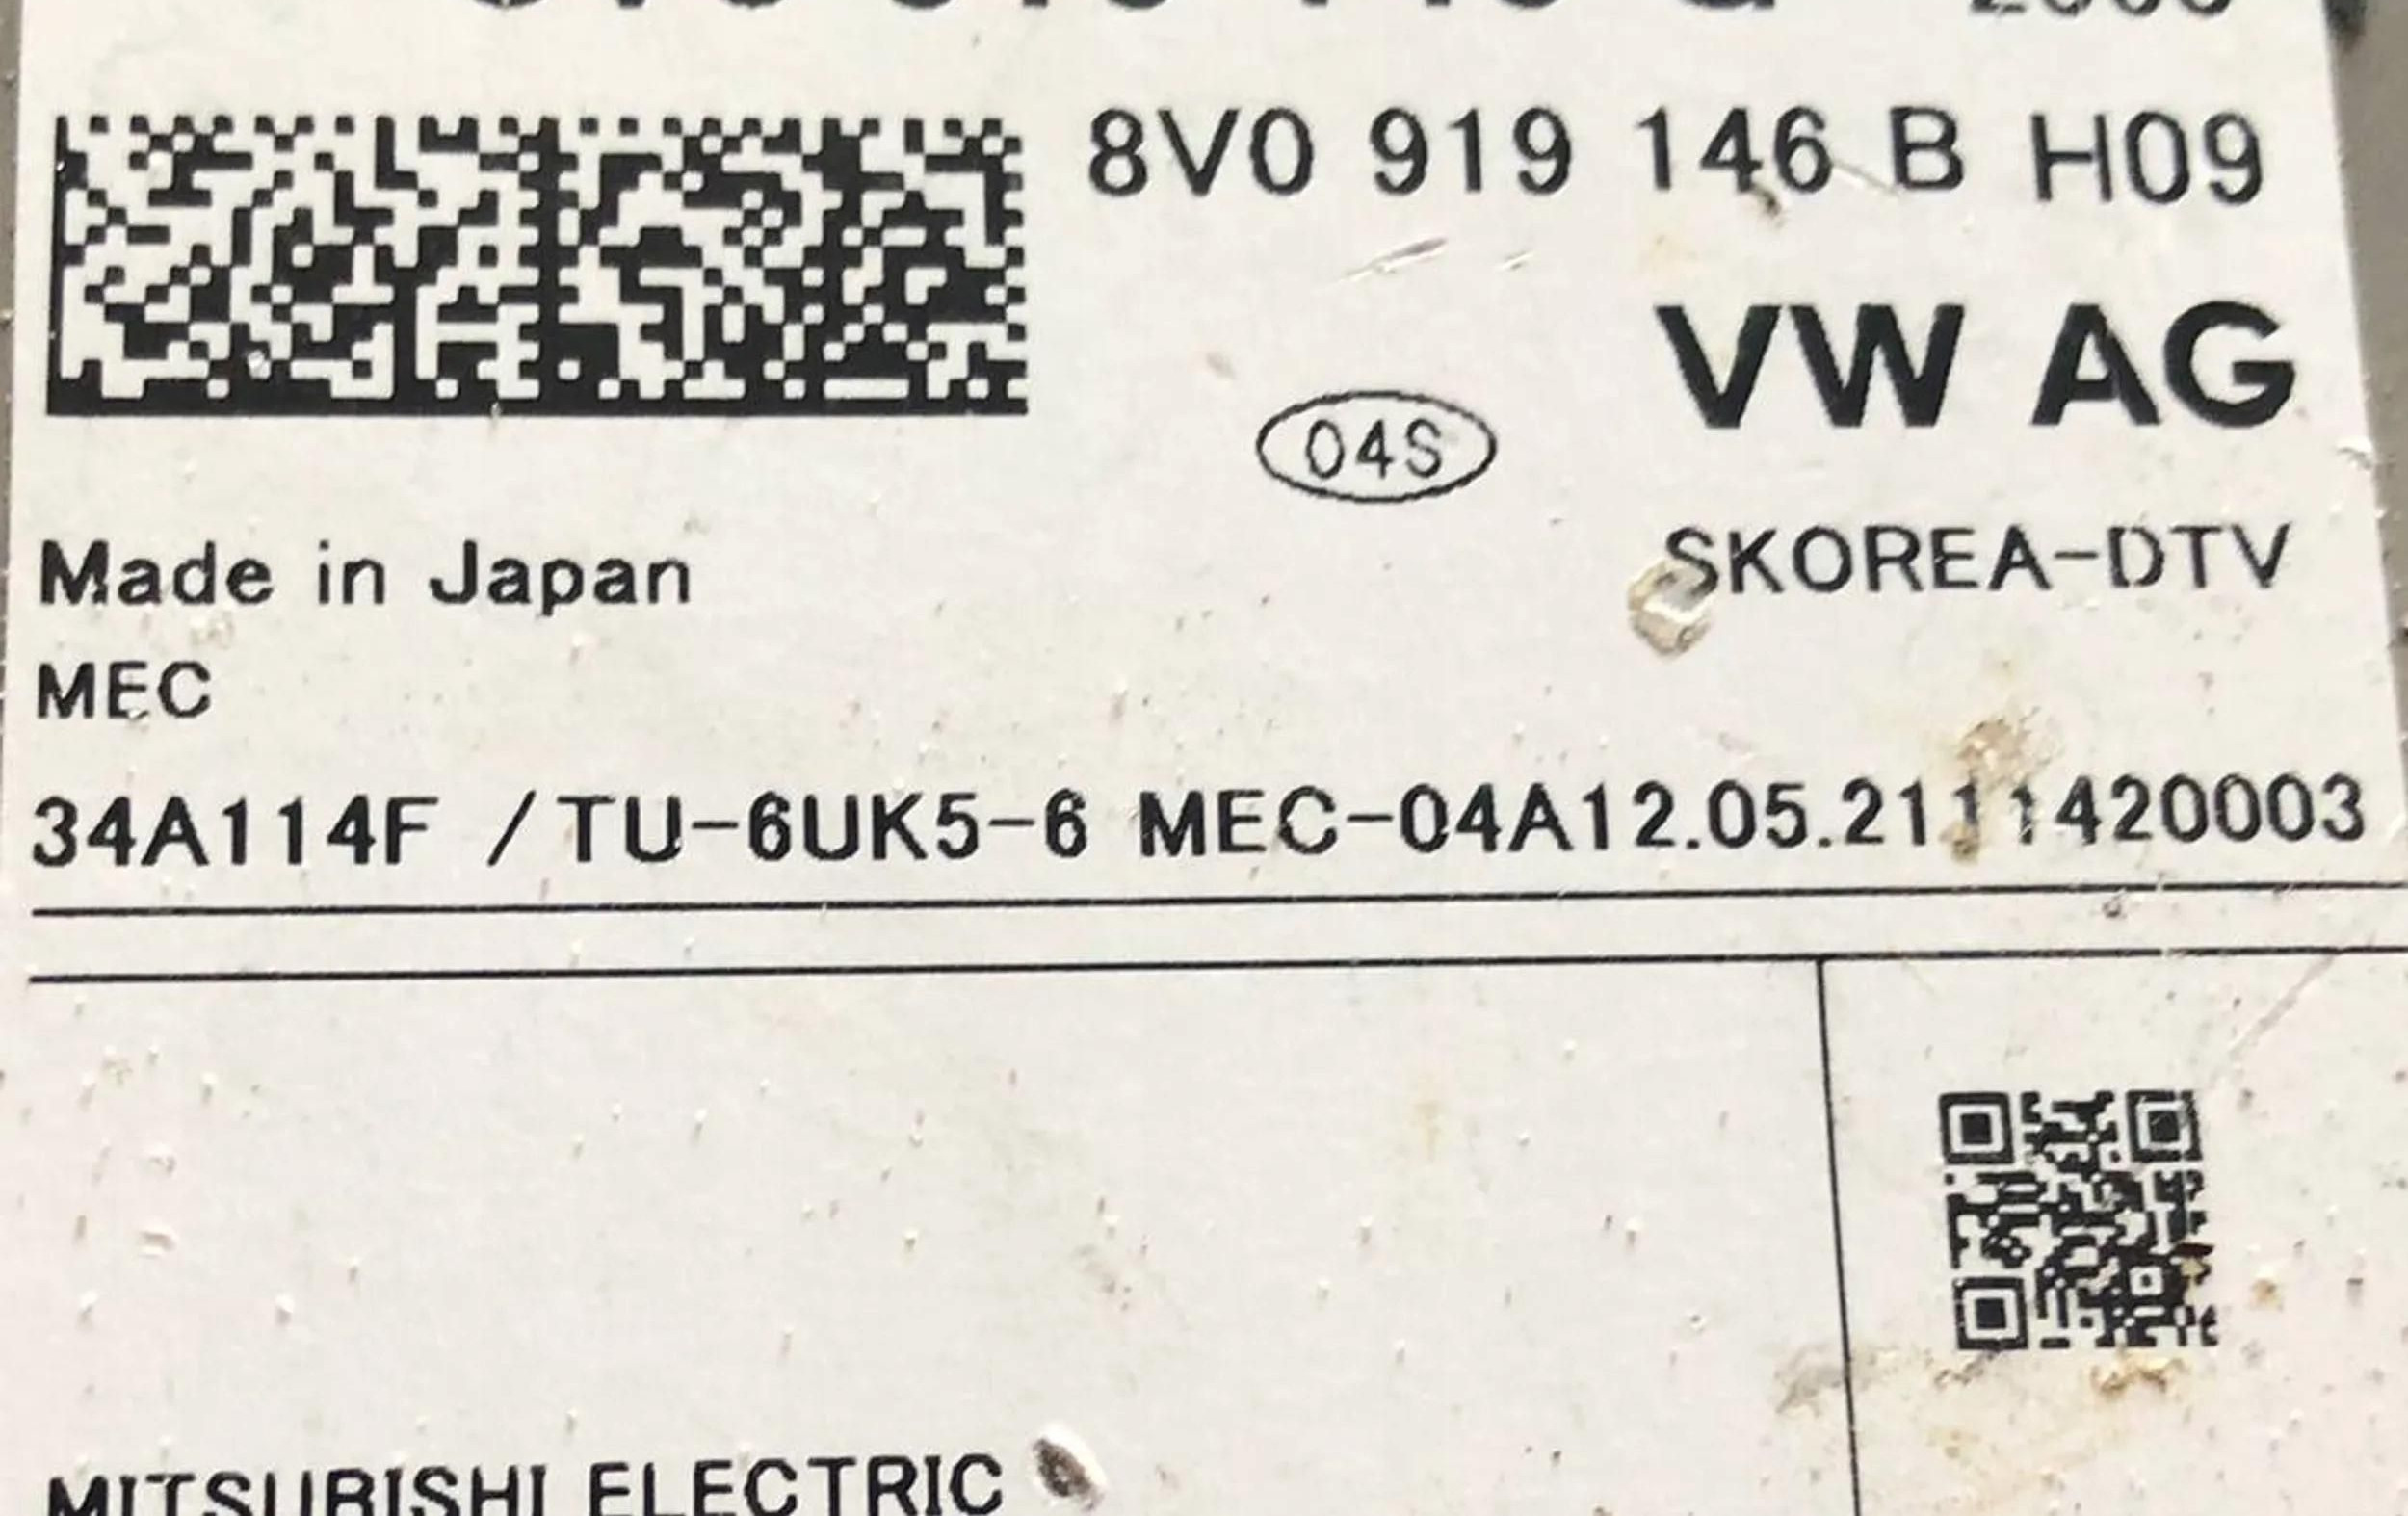 8V0 919 146 B H09
VW AG
04S
SKOREA-DTV
Made in Japan
MEC
34A114F /TU-6UK5-6 MEC-04A12.05.2111420003
MITSUBISHI ELECTRIC